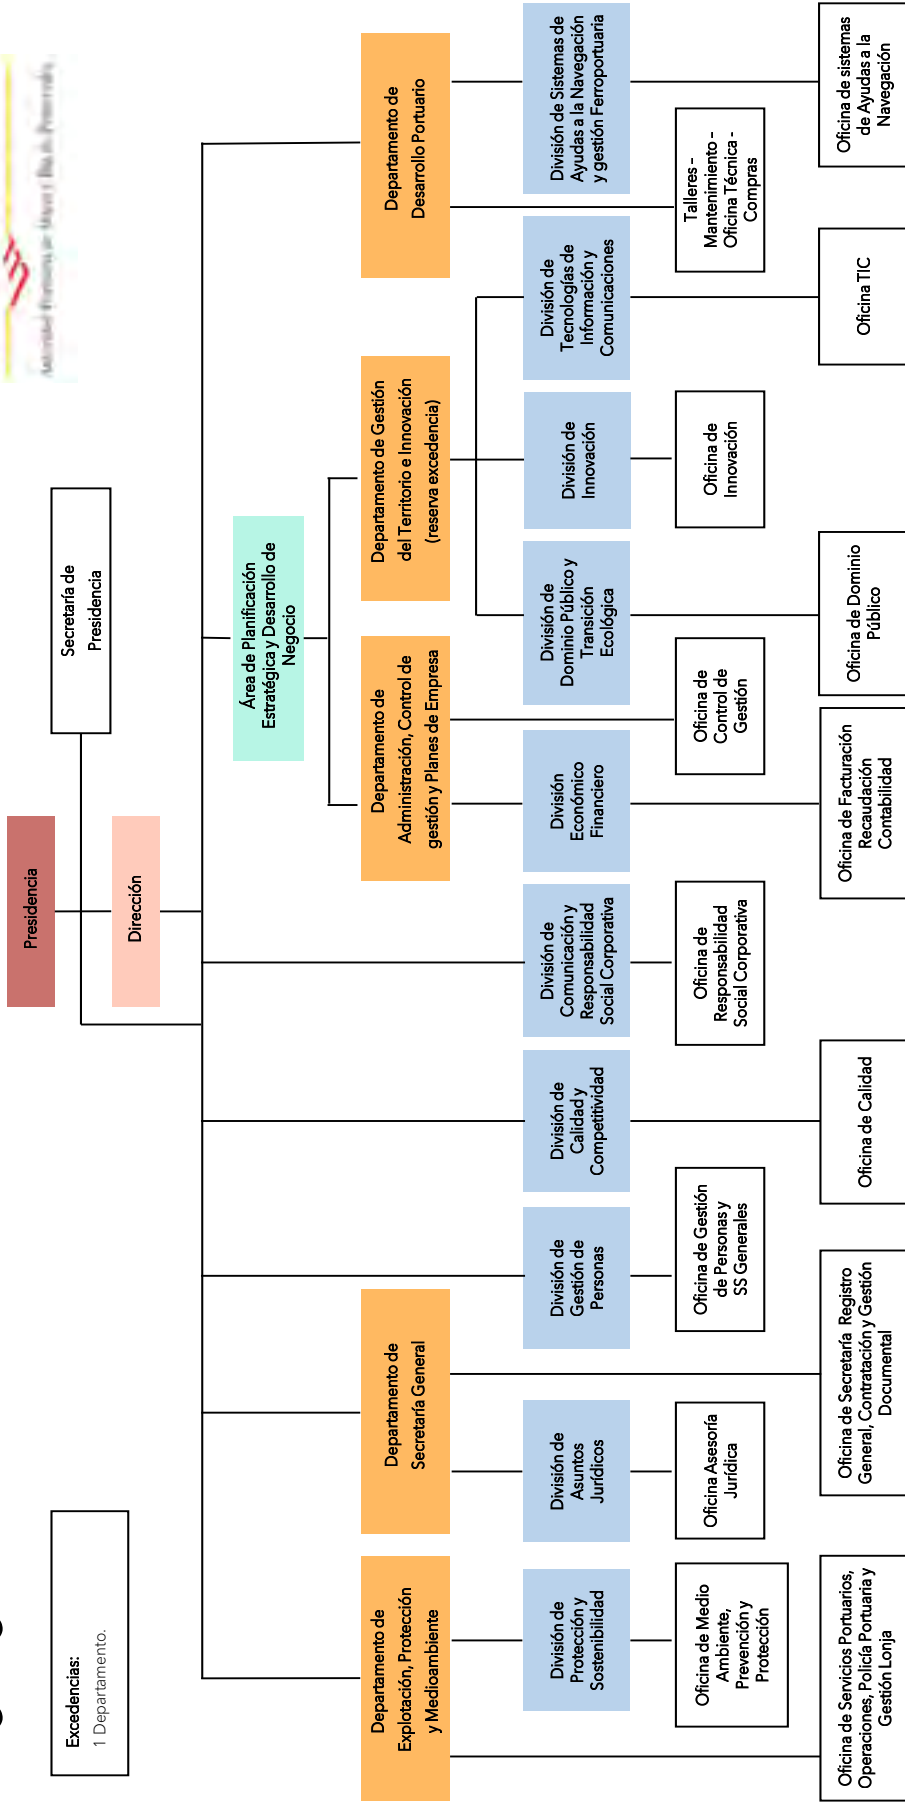 Presidencia
Secretaría de
Presidencia
Dirección
Excedencias:
1 Departamento.
Área de Planificación
Estratégica y Desarrollo de
Negocio
Departamento de
Explotación, Protección
y Medioambiente
Departamento de
Secretaría General
Departamento de
Administración, Control de
gestión y Planes de Empresa
Departamento de Gestión
del Territorio e Innovación
(reserva excedencia)
Departamento de
Desarrollo Portuario
División de
Protección y
Sostenibilidad
División de
Asuntos
Jurídicos
División de
Gestión de
Personas
División de
Calidad y
Competitividad
División de
Comunicación y
Responsabilidad
Social Corporativa
División
Económico
Financiero
División de
Dominio Público y
Transición
Ecológica
División de
Innovación
División de
Tecnologías de
Información y
Comunicaciones
División de Sistemas de
Ayudas a la Navegación
y gestión Ferroportuaria
Oficina de Medio
Ambiente,
Prevención y
Protección
Oficina Asesoría
Jurídica
Oficina de Gestión
de Personas y
SS Generales
Oficina de
Responsabilidad
Social Corporativa
Oficina de
Control de
Gestión
Oficina de
Innovación
Talleres –
Mantenimiento –
Oficina Técnica -
Compras
Oficina de Servicios Portuarios,
Operaciones, Policía Portuaria y
Gestión Lonja
Oficina de Secretaría Registro
General, Contratación y Gestión
Documental
Oficina de Calidad
Oficina de Facturación
Recaudación
Contabilidad
Oficina de Dominio
Público
Oficina TIC
Oficina de sistemas
de Ayudas a la
Navegación